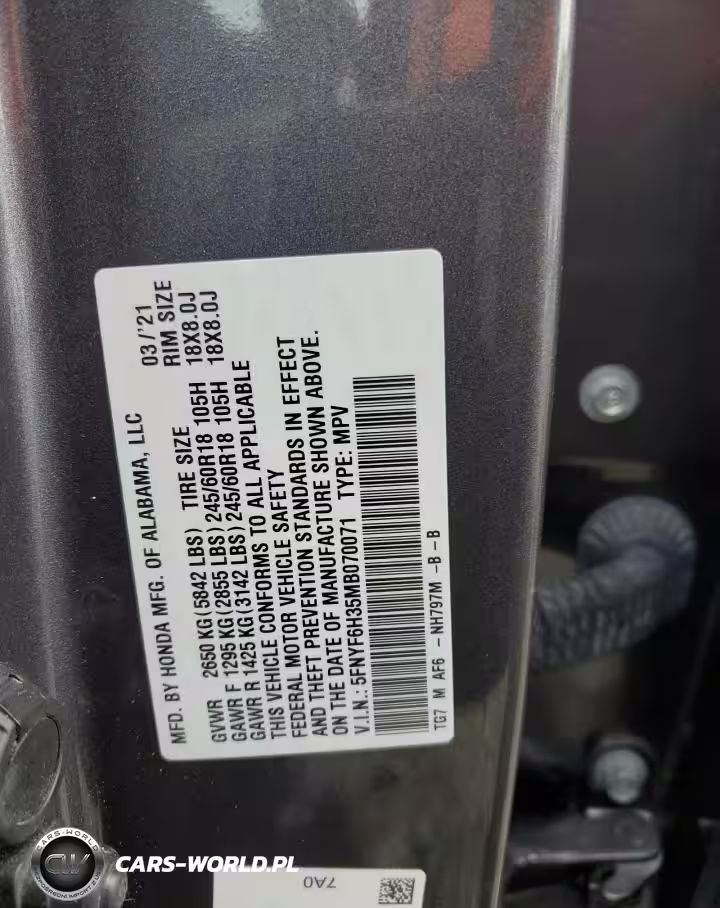 MFD. BY HONDA MFG. OF ALABAMA, LLC 03/'21
TIRE SIZE RIM SIZE
GVWR 2650 KG (5842 LBS)
GAWR F 1295 KG (2855 LBS) 245/60R18 105H 18X8.0J
GAWR R 1425 KG (3142 LBS) 245/60R18 105H 18X8.0J
THIS VEHICLE CONFORMS TO ALL APPLICABLE
FEDERAL MOTOR VEHICLE SAFETY
AND THEFT PREVENTION STANDARDS IN EFFECT
ON THE DATE OF MANUFACTURE SHOWN ABOVE.
V.I.N.: 5FNYF6H35MB070071 TYPE: MPV
TG7 M AF6 -NH797M -B -B
7A0
CARS-WORLD
CW
CARS-WORLD.PL